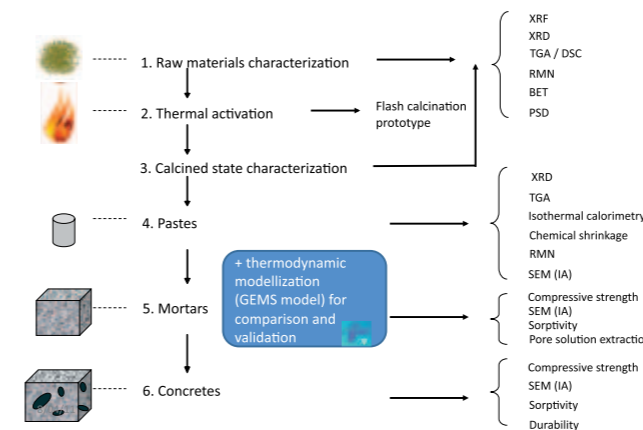 XRF
XRD
TGA / DSC
RMN
BET
PSD
1. Raw materials characterization
2. Thermal activation
Flash calcination
prototype
3. Calcined state characterization
XRD
TGA
Isothermal calorimetry
Chemical shrinkage
RMN
SEM (IA)
4. Pastes
+ thermodynamic
modellization
(GEMS model) for
comparison and
validation
5. Mortars
Compressive strength
SEM (IA)
Sorptivity
Pore solution extractio
6. Concretes
Compressive strength
SEM (IA)
Sorptivity
Durability